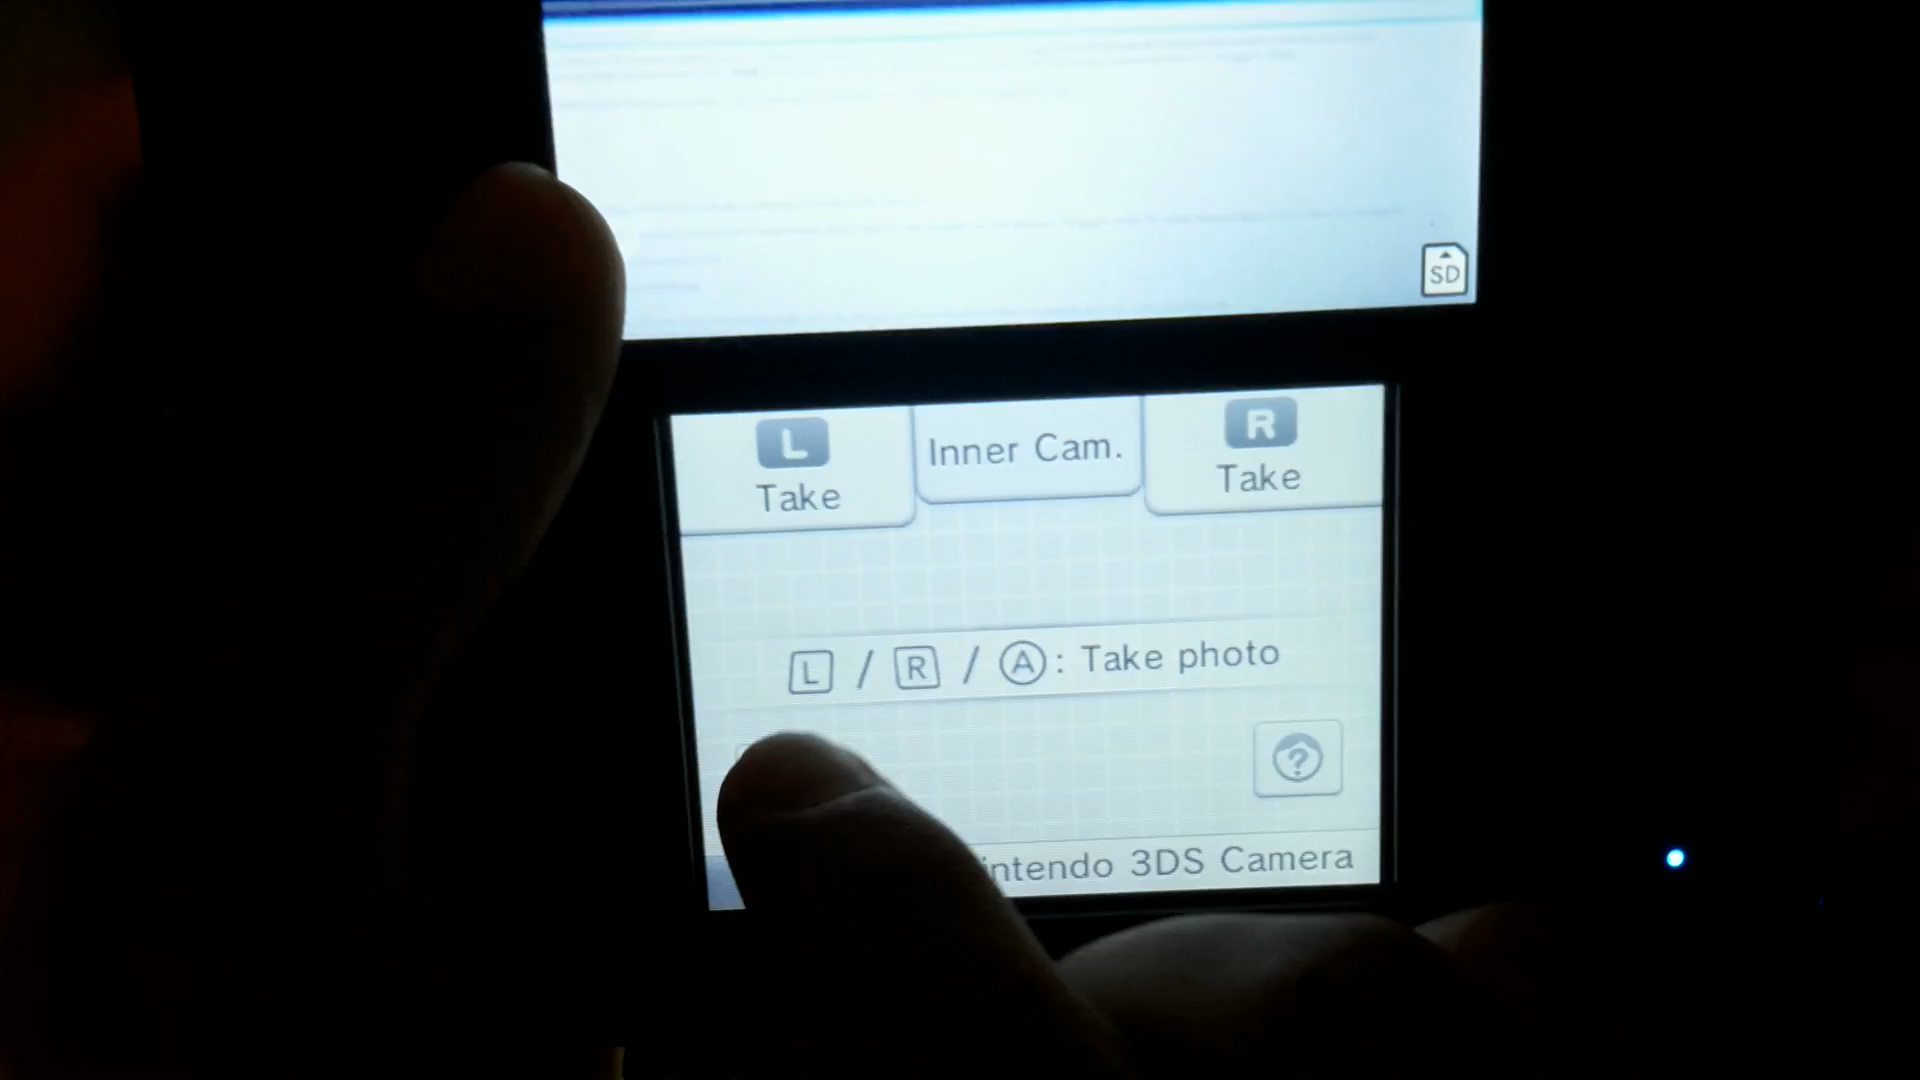 SD
L
Take
Inner Cam.
R
Take
L / R / A : Take photo
?
intendo 3DS Camera